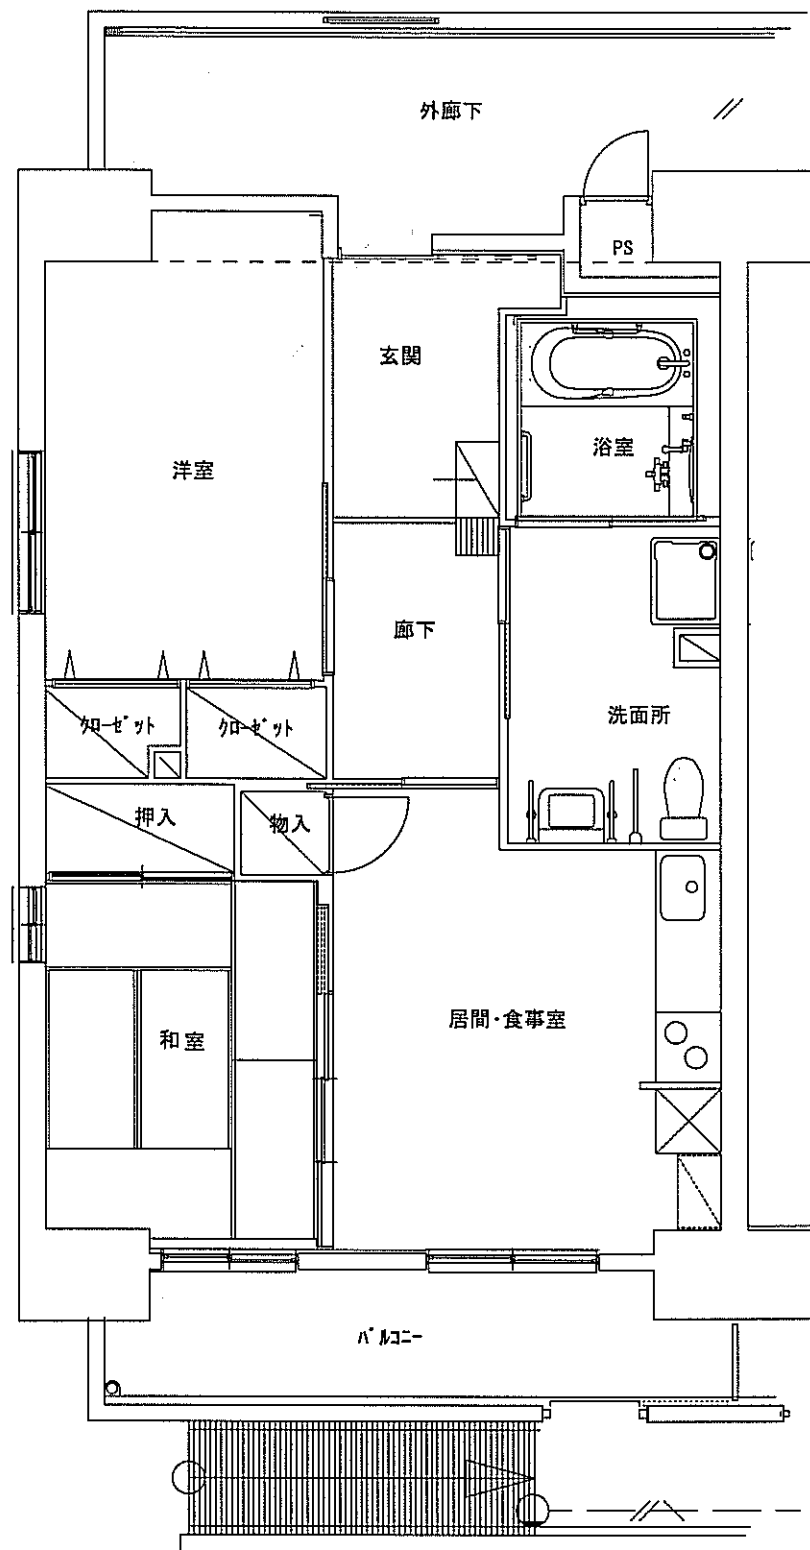 外廊下
PS
玄関
浴室
洋室
廊下
洗面所
クローゼット
クローゼット
押入
物入
居間・食事室
和室
バルコニー